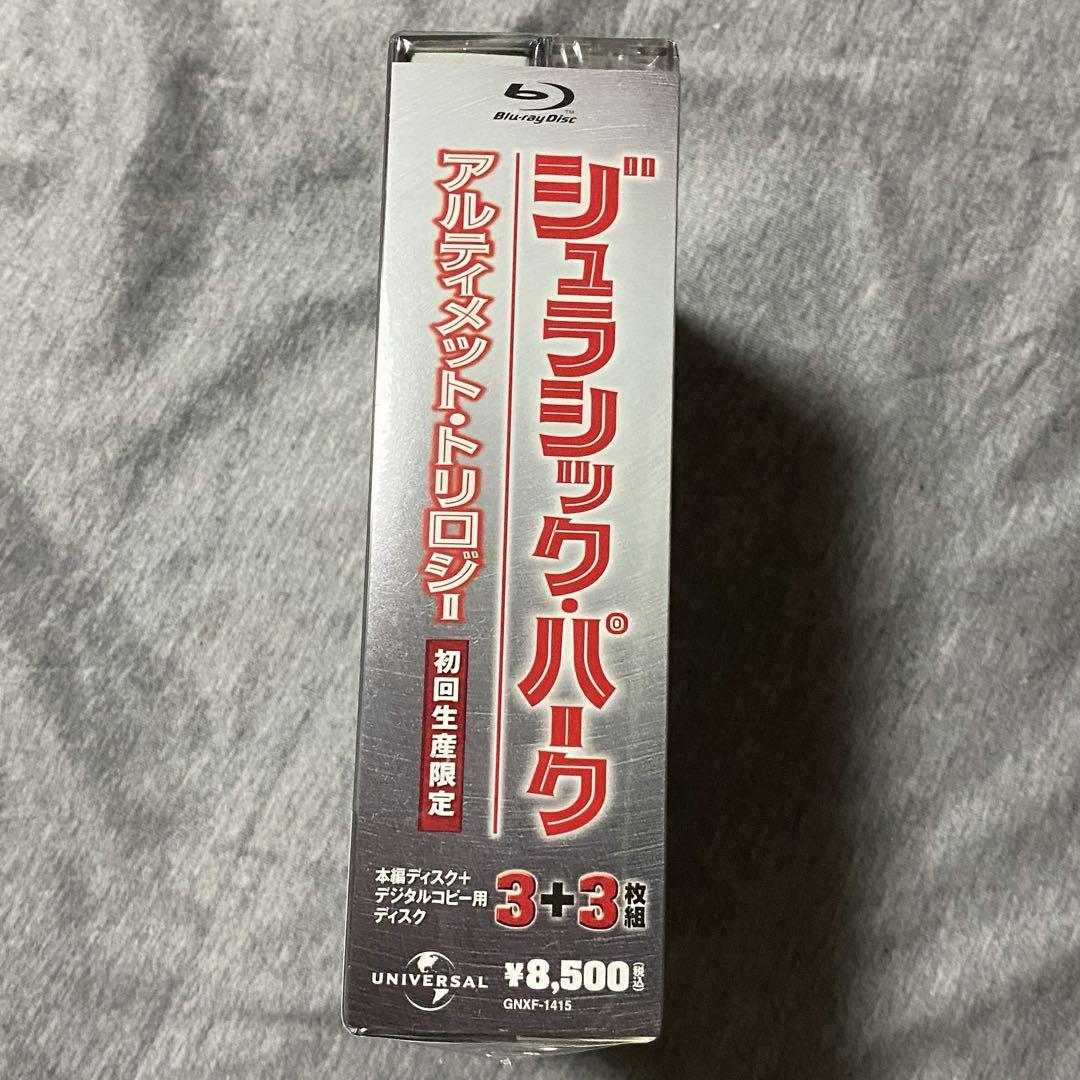 Blu-ray Disc™
ジュラシック・パーク
アルティメット・トリロジー
初回生産限定
本編ディスク+
デジタルコピー用
ディスク
3+3枚組
UNIVERSAL
¥8,500(税込)
GNXF-1415